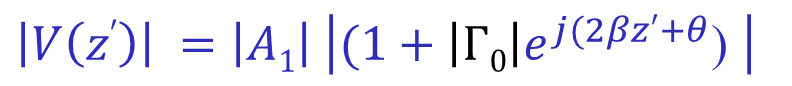 |V(z′)| = |A₁| |(1 + |Γ₀|e^{j(2βz′+θ)})|